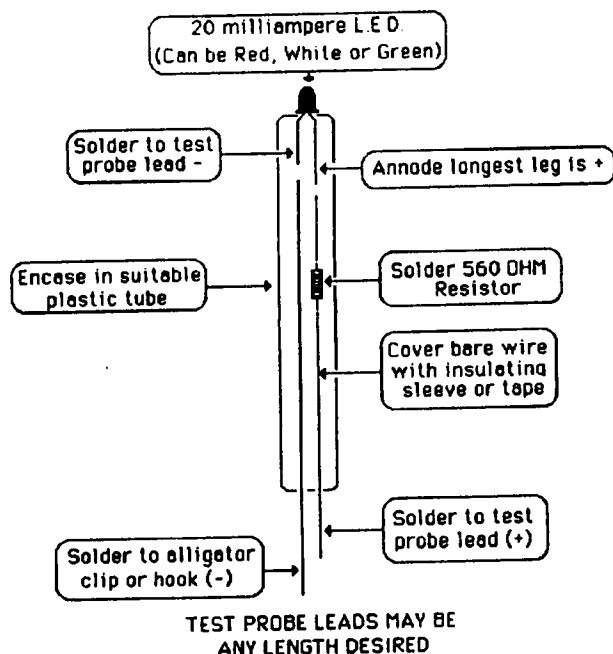 20 milliampere L.E.D.
(Can be Red, White or Green)
Solder to test
probe lead -
Annode longest leg is +
Encase in suitable
plastic tube
Solder 560 OHM
Resistor
Cover bare wire
with insulating
sleeve or tape
Solder to test
probe lead (+)
Solder to alligator
clip or hook (-)
TEST PROBE LEADS MAY BE
ANY LENGTH DESIRED